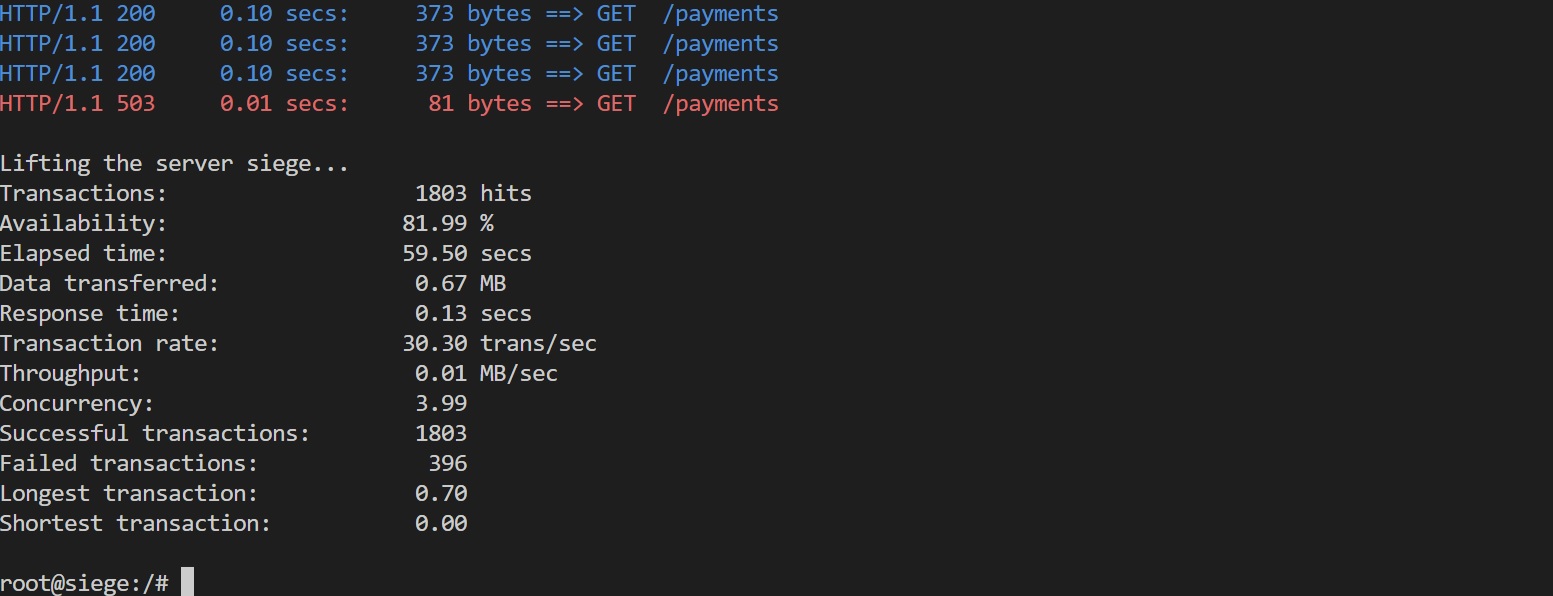 HTTP/1.1 200     0.10 secs:     373 bytes ==> GET  /payments
HTTP/1.1 200     0.10 secs:     373 bytes ==> GET  /payments
HTTP/1.1 200     0.10 secs:     373 bytes ==> GET  /payments
HTTP/1.1 503     0.01 secs:      81 bytes ==> GET  /payments
Lifting the server siege...
Transactions:                   1803 hits
Availability:                  81.99 %
Elapsed time:                  59.50 secs
Data transferred:               0.67 MB
Response time:                  0.13 secs
Transaction rate:              30.30 trans/sec
Throughput:                     0.01 MB/sec
Concurrency:                    3.99
Successful transactions:        1803
Failed transactions:             396
Longest transaction:            0.70
Shortest transaction:           0.00
root@siege:/#